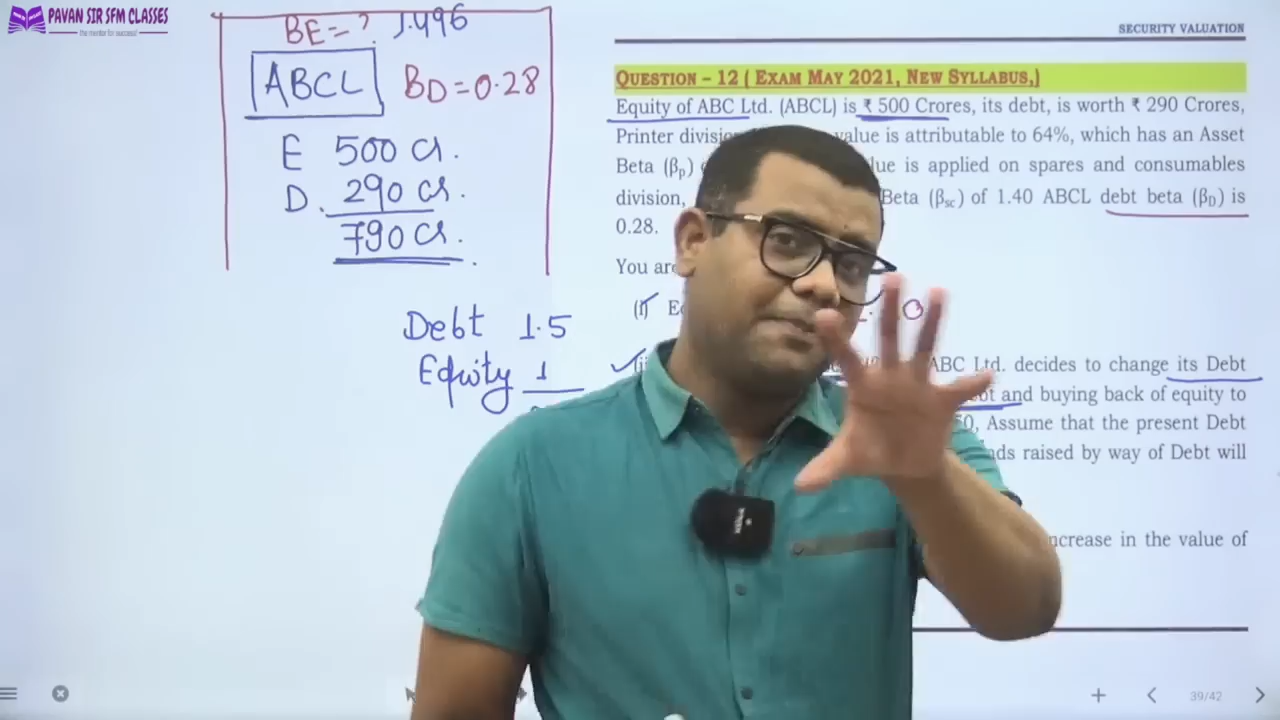 PAVAN SIR SFM CLASSES
the mentor for success!
BE = ? 1.496
ABCL BD = 0.28
E 500 Cr.
D. 290 Cr.
790 Cr.
Debt 1.5
Equity 1
SECURITY VALUATION
QUESTION – 12 ( EXAM MAY 2021, NEW SYLLABUS,)
Equity of ABC Ltd. (ABCL) is ₹ 500 Crores, its debt, is worth ₹ 290 Crores,
Printer value is attributable to 64%, which has an Asset
Beta (βp) is applied on spares and consumables
division, Beta (βsc) of 1.40 ABCL debt beta (βD) is
0.28.
You
(i)
ABC Ltd. decides to change its Debt
and buying back of equity to
Assume that the present Debt
raised by way of Debt will
increase in the value of
39/42